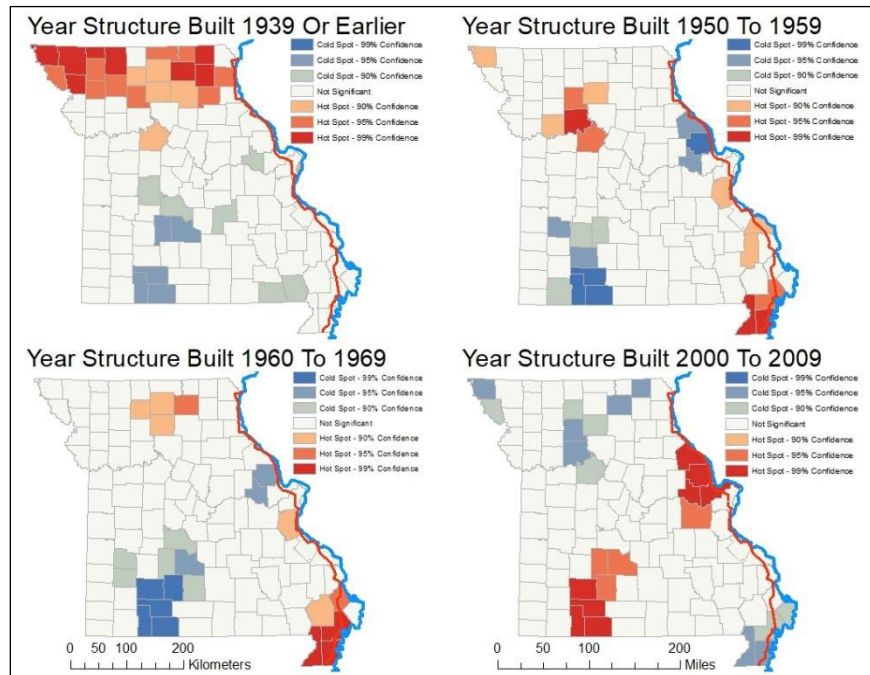 Year Structure Built 1939 Or Earlier
Cold Spot - 99% Confidence
Cold Spot - 95% Confidence
Cold Spot - 90% Confidence
Not Significant
Hot Spot - 90% Confidence
Hot Spot - 95% Confidence
Hot Spot - 99% Confidence
Year Structure Built 1950 To 1959
Cold Spot - 99% Confidence
Cold Spot - 95% Confidence
Cold Spot - 90% Confidence
Not Significant
Hot Spot - 90% Confidence
Hot Spot - 95% Confidence
Hot Spot - 99% Confidence
Year Structure Built 1960 To 1969
Cold Spot - 99% Confidence
Cold Spot - 95% Confidence
Cold Spot - 90% Confidence
Not Significant
Hot Spot - 90% Confidence
Hot Spot - 95% Confidence
Hot Spot - 99% Confidence
0 50 100 200
Kilometers
Year Structure Built 2000 To 2009
Cold Spot - 99% Confidence
Cold Spot - 95% Confidence
Cold Spot - 90% Confidence
Not Significant
Hot Spot - 90% Confidence
Hot Spot - 95% Confidence
Hot Spot - 99% Confidence
0 50 100 200
Miles